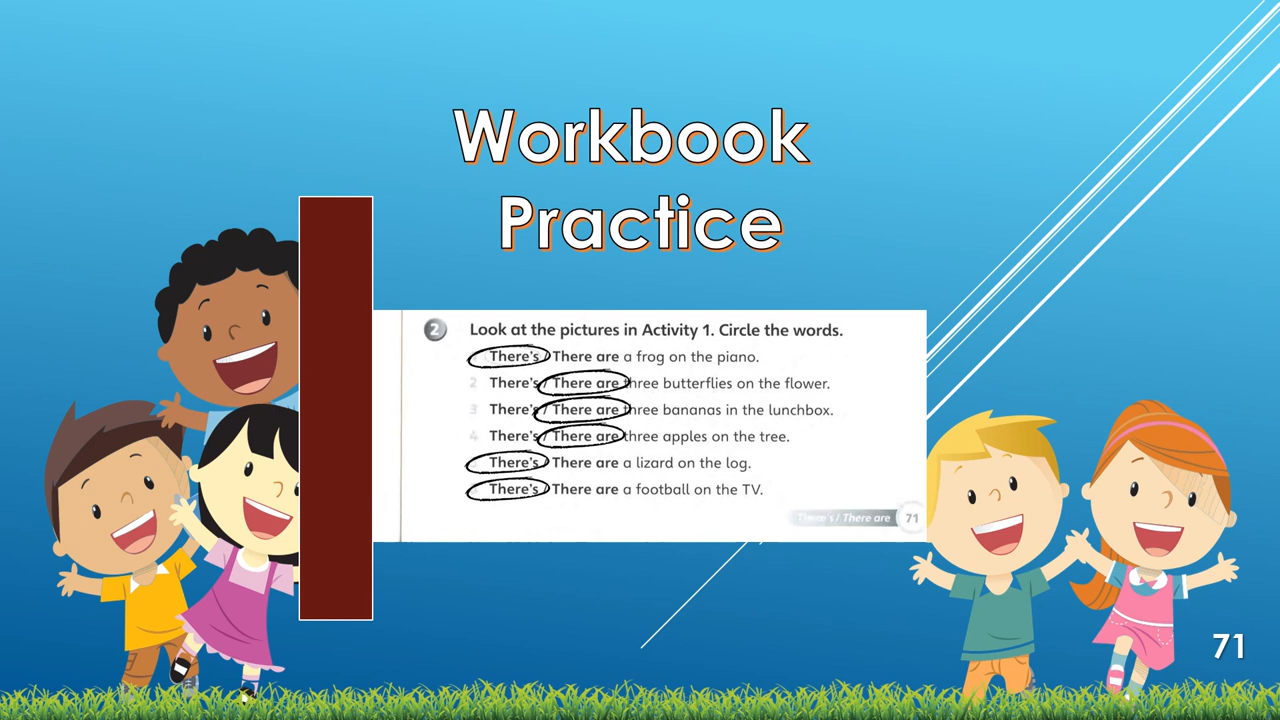 Workbook
Practice
2 Look at the pictures in Activity 1. Circle the words.
There's / There are a frog on the piano.
2 There's / There are three butterflies on the flower.
3 There's / There are three bananas in the lunchbox.
4 There's / There are three apples on the tree.
There's / There are a lizard on the log.
There's / There are a football on the TV.
There's / There are 71
71